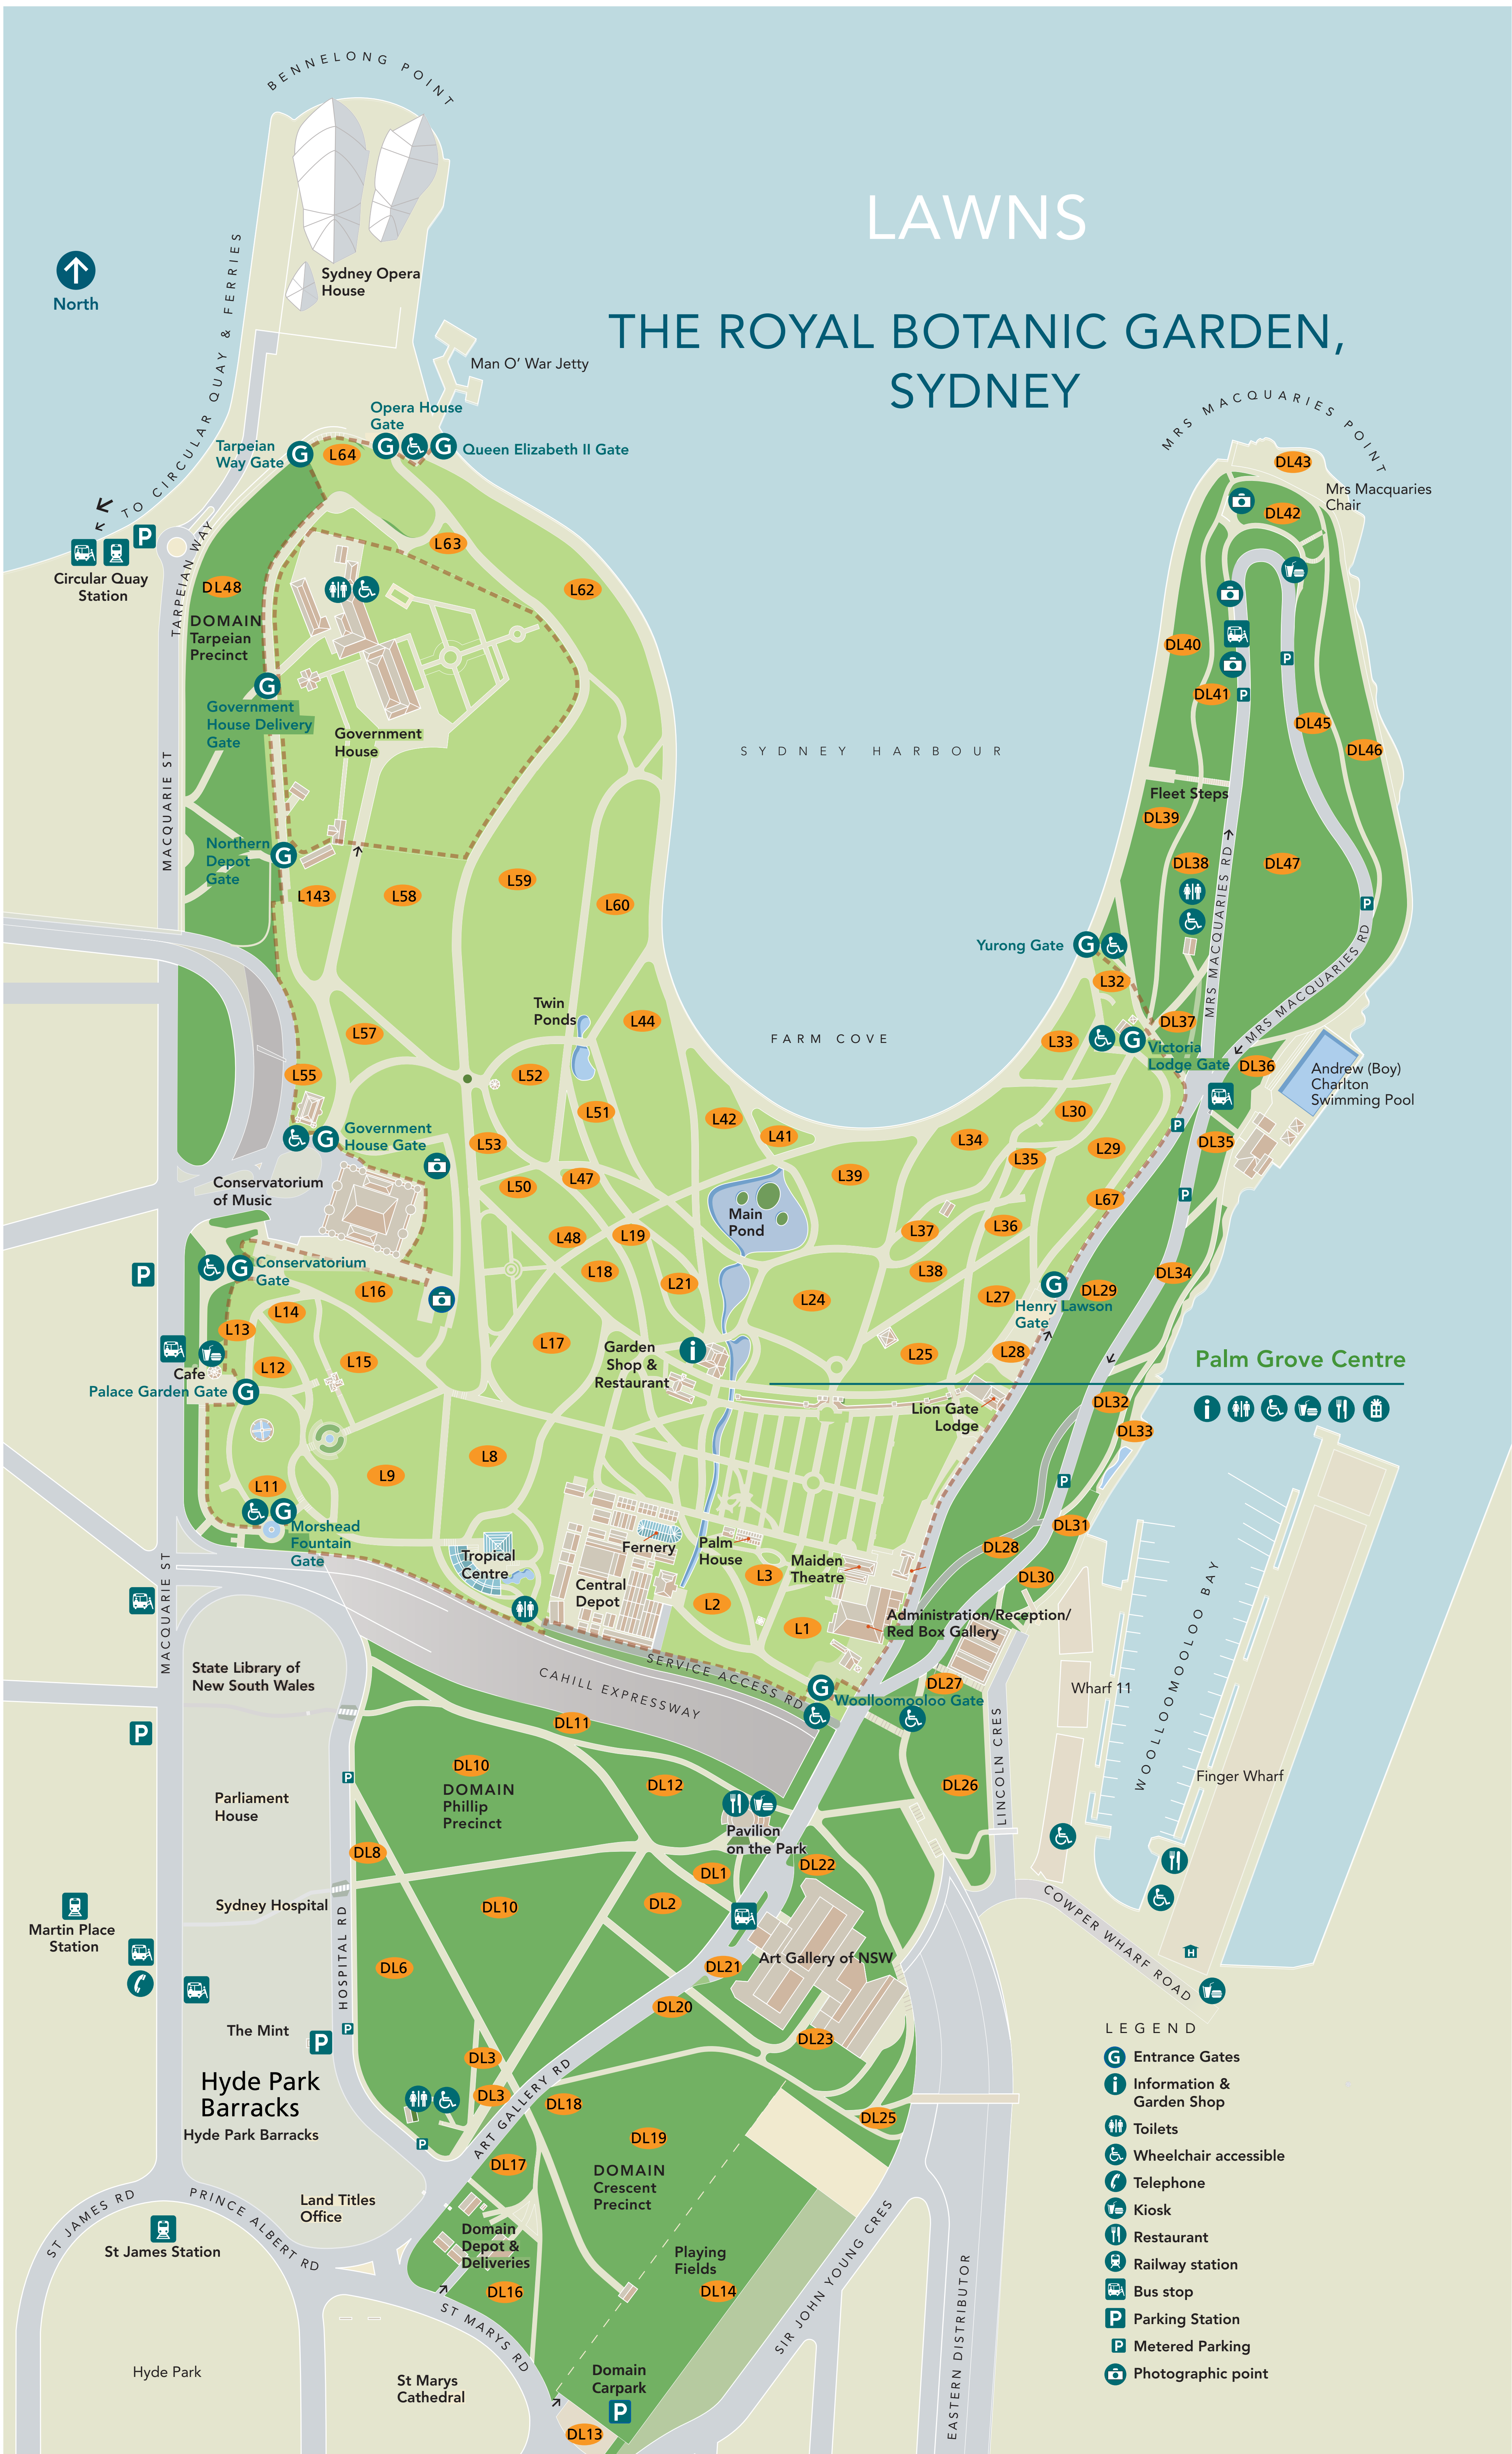 BENNELONG POINT
LAWNS
THE ROYAL BOTANIC GARDEN,
SYDNEY
North
TO CIRCULAR QUAY & FERRIES
Sydney Opera
House
Man O' War Jetty
Opera House
Gate
Tarpeian
Way Gate
G
L64
G
G
Queen Elizabeth II Gate
MRS MACQUARIES POINT
DL43
Mrs Macquaries
Chair
DL42
P
Circular Quay
Station
TARPEIAN WAY
L63
L62
DL48
DOMAIN
Tarpeian
Precinct
G
Government
House Delivery
Gate
Government
House
DL40
P
DL41
P
DL45
DL46
SYDNEY HARBOUR
MACQUARIE ST
Fleet Steps
DL39
Northern
Depot
Gate
G
DL38
DL47
L143
L58
L59
L60
P
MRS MACQUARIES RD
MRS MACQUARIES RD
Yurong Gate
G
L32
Twin
Ponds
L44
L57
FARM COVE
L33
G
DL37
Victoria
Lodge Gate
DL36
Andrew (Boy)
Charlton
Swimming Pool
L55
L52
L51
L42
L41
L30
P
DL35
G
Government
House Gate
L53
L34
L29
L35
L39
L50
L47
Conservatorium
of Music
L67
P
Main
Pond
L48
L19
L37
L36
G
Conservatorium
Gate
P
L18
L21
L38
DL34
L16
L14
L24
L27
G
DL29
Henry Lawson
Gate
L13
L17
L12
L15
Garden
Shop &
Restaurant
i
L25
L28
Palm Grove Centre
Cafe
Palace Garden Gate
G
i
Lion Gate
Lodge
DL32
DL33
L8
L9
L11
P
G
Morshead
Fountain
Gate
DL31
DL28
Tropical
Centre
Fernery
Palm
House
Maiden
Theatre
L3
DL30
Central
Depot
L2
L1
Administration/Reception/
Red Box Gallery
MACQUARIE ST
State Library of
New South Wales
CAHILL EXPRESSWAY
SERVICE ACCESS RD
G
Woolloomooloo Gate
DL27
Wharf 11
WOOLLOOMOOLOO BAY
P
DL11
LINCOLN CRES
DL10
DOMAIN
Phillip
Precinct
DL12
DL26
Finger Wharf
P
Parliament
House
Pavilion
on the Park
DL8
DL1
DL22
Sydney Hospital
DL10
DL2
COWPER WHARF ROAD
Martin Place
Station
HOSPITAL RD
DL6
DL21
Art Gallery of NSW
H
DL20
The Mint
P
P
DL23
DL3
Hyde Park
Barracks
Hyde Park Barracks
DL3
ART GALLERY RD
DL18
DL25
P
DL19
DL17
DOMAIN
Crescent
Precinct
ST JAMES RD
PRINCE ALBERT RD
Land Titles
Office
St James Station
Domain
Depot &
Deliveries
Playing
Fields
DL16
DL14
SIR JOHN YOUNG CRES
EASTERN DISTRIBUTOR
ST MARYS RD
Hyde Park
St Marys
Cathedral
Domain
Carpark
P
DL13
LEGEND
G Entrance Gates
i Information &
Garden Shop
Toilets
Wheelchair accessible
Telephone
Kiosk
Restaurant
Railway station
Bus stop
P Parking Station
P Metered Parking
Photographic point